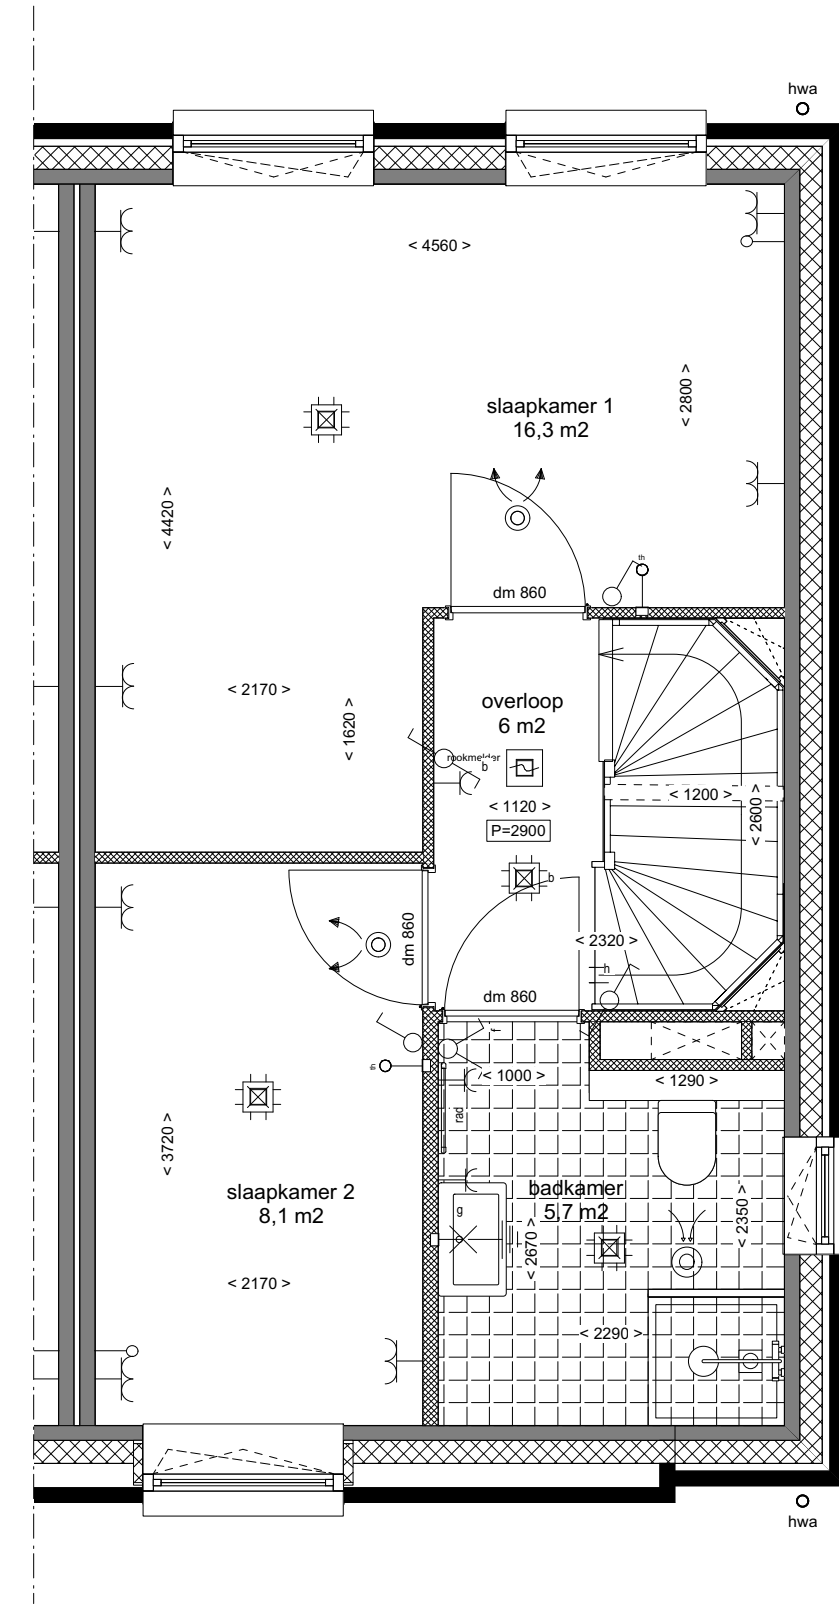 hwa
< 4560 >
slaapkamer 1
16,3 m2
< 2800 >
< 4420 >
th
dm 860
< 2170 >
< 1620 >
overloop
6 m2
rookmelder
b
< 1120 >
P=2900
< 1200 >
< 2600 >
b
dm 860
< 2320 >
h
dm 860
f
th
< 1000 >
< 1290 >
rad
< 3720 >
slaapkamer 2
8,1 m2
badkamer
5,7 m2
g
< 2670 >
< 2350 >
< 2170 >
< 2290 >
hwa